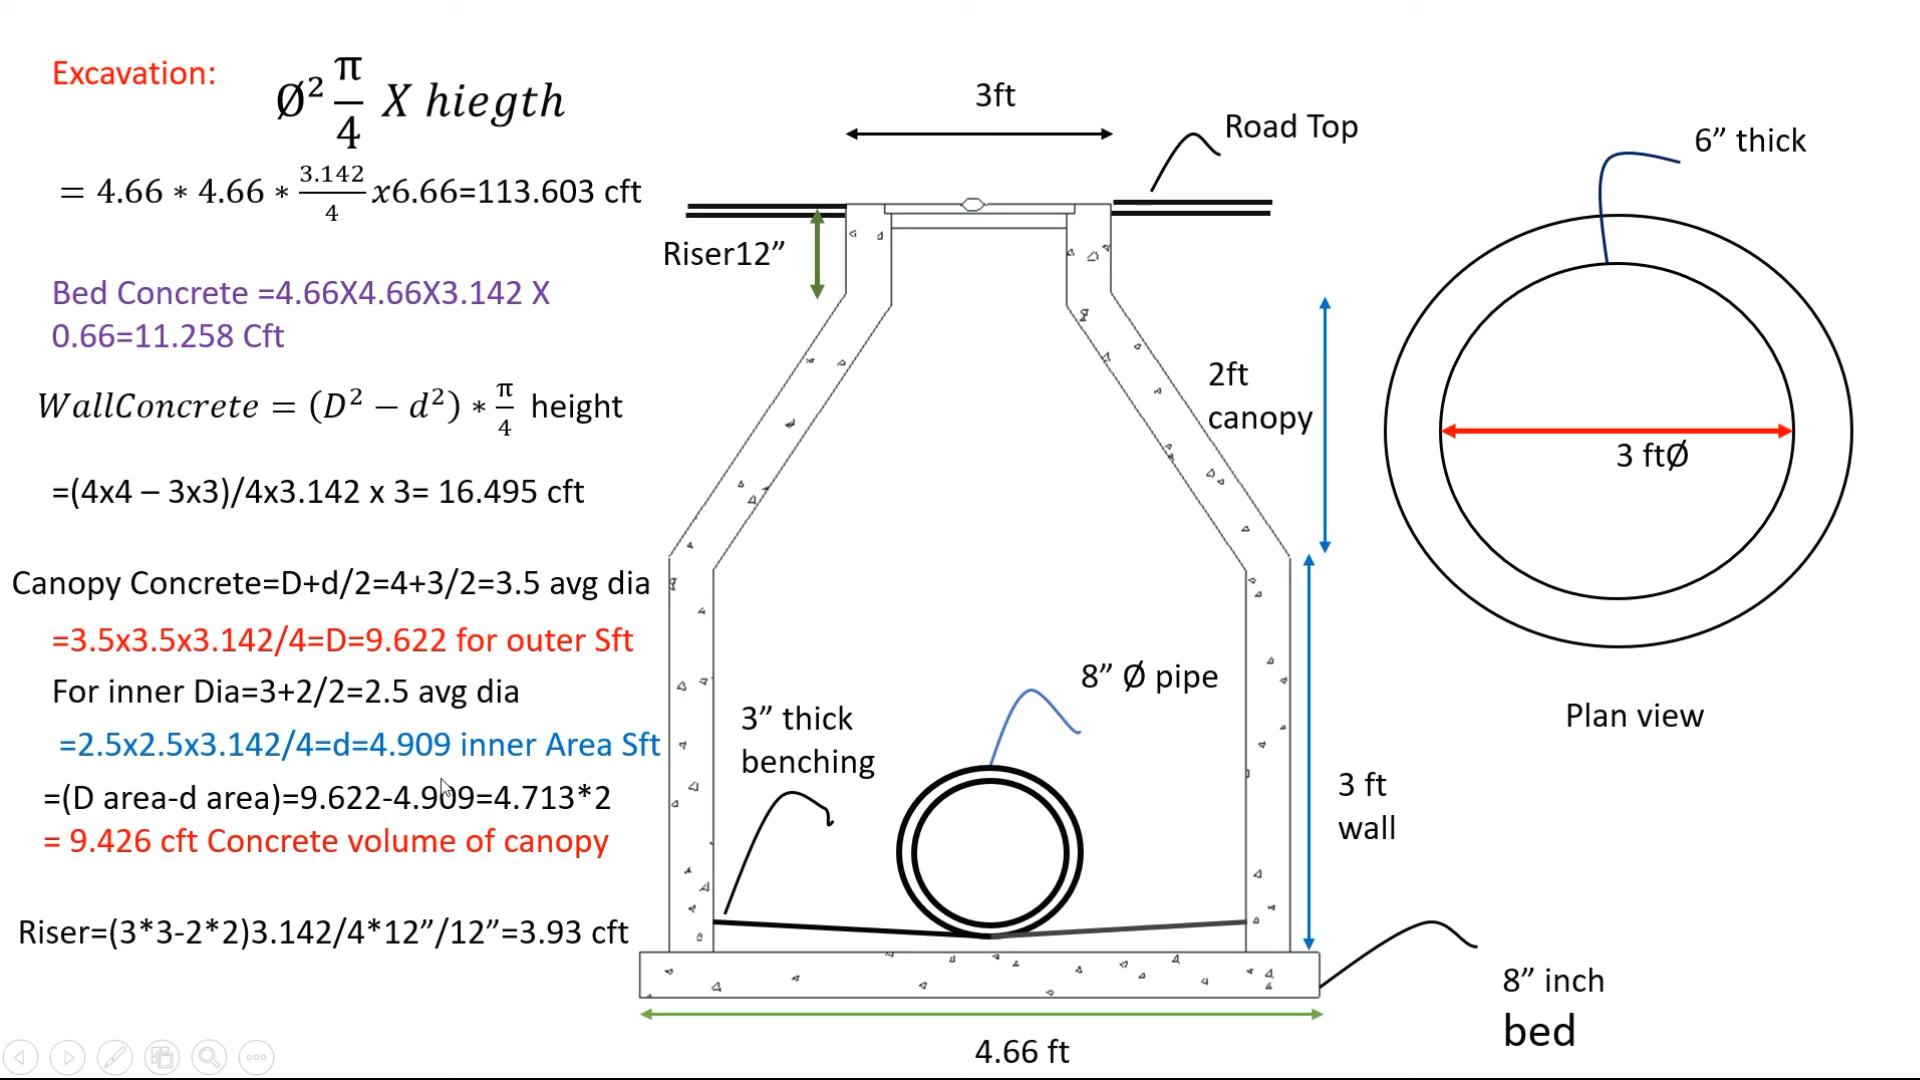 Excavation:
Ø² π/4 X hiegth
= 4.66 ∗ 4.66 ∗ 3.142/4 x6.66=113.603 cft
Bed Concrete =4.66X4.66X3.142 X
0.66=11.258 Cft
WallConcrete = (D² − d²) ∗ π/4 height
=(4x4 – 3x3)/4x3.142 x 3= 16.495 cft
Canopy Concrete=D+d/2=4+3/2=3.5 avg dia
=3.5x3.5x3.142/4=D=9.622 for outer Sft
For inner Dia=3+2/2=2.5 avg dia
=2.5x2.5x3.142/4=d=4.909 inner Area Sft
=(D area-d area)=9.622-4.909=4.713*2
= 9.426 cft Concrete volume of canopy
Riser=(3*3-2*2)3.142/4*12”/12”=3.93 cft
3ft
Road Top
Riser12”
2ft
canopy
8” Ø pipe
3” thick
benching
3 ft
wall
8” inch
bed
4.66 ft
6” thick
3 ftØ
Plan view